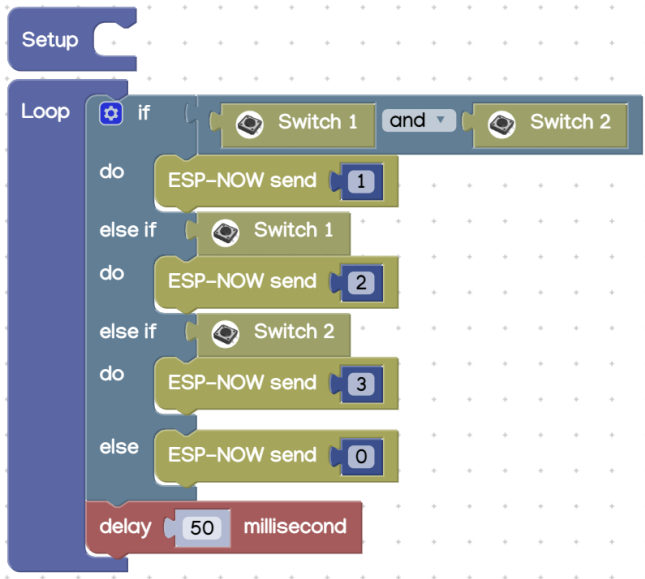 Setup
Loop if Switch 1 and Switch 2
do ESP-NOW send 1
else if Switch 1
do ESP-NOW send 2
else if Switch 2
do ESP-NOW send 3
else ESP-NOW send 0
delay 50 millisecond